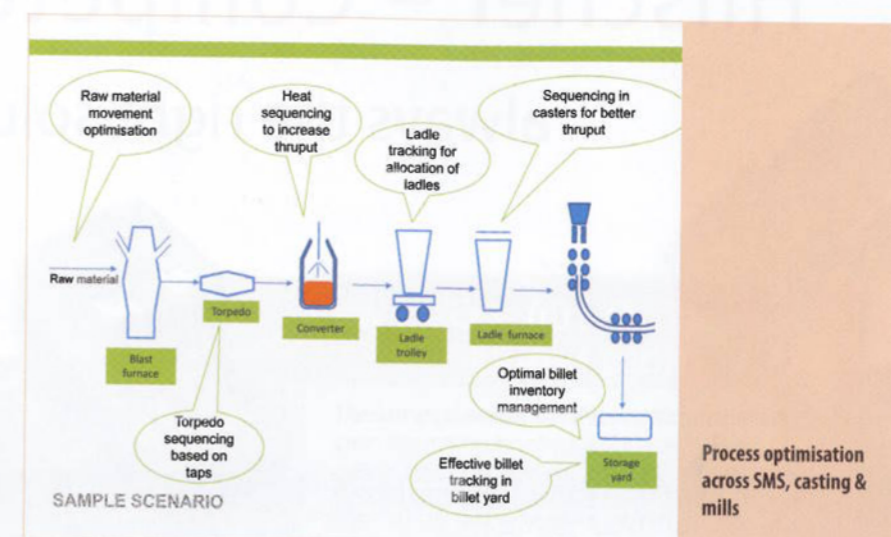 Raw material
movement
optimisation
Heat
sequencing
to increase
thruput
Ladle
tracking for
allocation of
ladles
Sequencing in
casters for better
thruput
Raw material
Blast
furnace
Torpedo
Converter
Ladle
trolley
Ladle furnace
Torpedo
sequencing
based on
taps
Optimal billet
inventory
management
Effective billet
tracking in
billet yard
Storage
yard
SAMPLE SCENARIO
Process optimisation
across SMS, casting &
mills